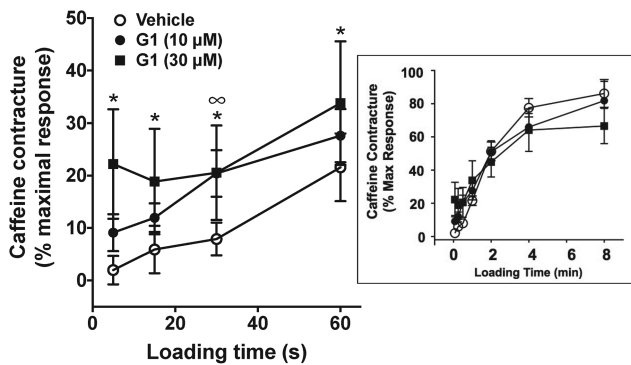 Vehicle
G1 (10 µM)
G1 (30 µM)
Caffeine contracture
(% maximal response)
50
40
30
20
10
0
* * ∞ * *
0 20 40 60
Loading time (s)
Caffeine Contracture
(% Max Response)
100
80
60
40
20
0
0 2 4 6 8
Loading Time (min)